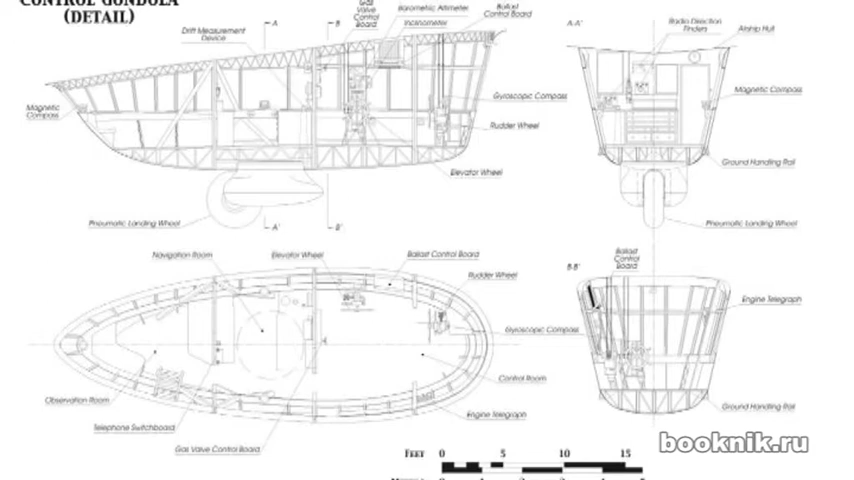 CONTROL GONDOLA
(DETAIL)
Drift Measurement
Device
A
B
Gas
Valve
Control
Board
Barometric Altimeter
Inclinometer
Ballast
Control Board
A-A'
Radio Direction
Finders
Airship Hull
Magnetic
Compass
Gyroscopic Compass
Magnetic Compass
Rudder Wheel
Elevator Wheel
Ground Handling Rail
Pneumatic Landing Wheel
A'
B'
Pneumatic Landing Wheel
Navigation Room
Elevator Wheel
Ballast Control Board
Rudder Wheel
B-B'
Ballast
Control
Board
Engine Telegraph
Gyroscopic Compass
Control Room
Observation Room
Engine Telegraph
Ground Handling Rail
Telephone Switchboard
Gas Valve Control Board
booknik.ru
FEET 0 5 10 15